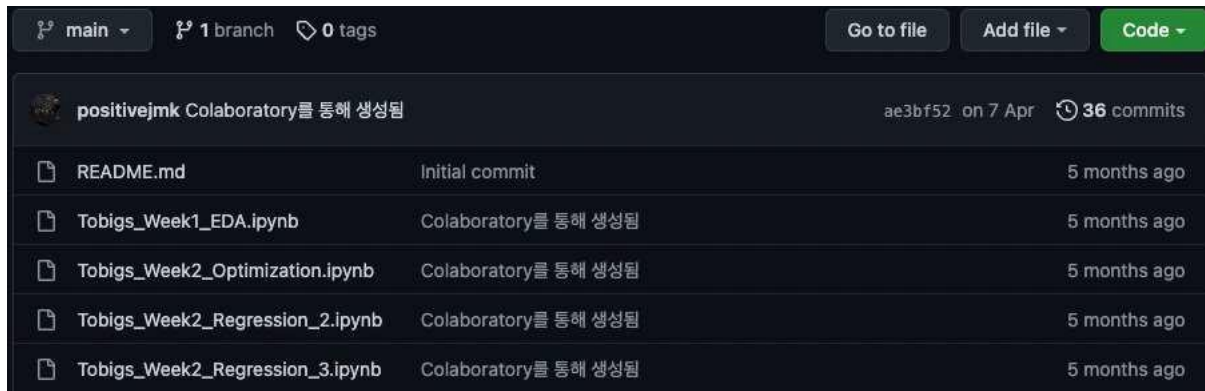 main 1 branch 0 tags Go to file Add file Code
positivejmk Colaboratory를 통해 생성됨 ae3bf52 on 7 Apr 36 commits
README.md Initial commit 5 months ago
Tobigs_Week1_EDA.ipynb Colaboratory를 통해 생성됨 5 months ago
Tobigs_Week2_Optimization.ipynb Colaboratory를 통해 생성됨 5 months ago
Tobigs_Week2_Regression_2.ipynb Colaboratory를 통해 생성됨 5 months ago
Tobigs_Week2_Regression_3.ipynb Colaboratory를 통해 생성됨 5 months ago